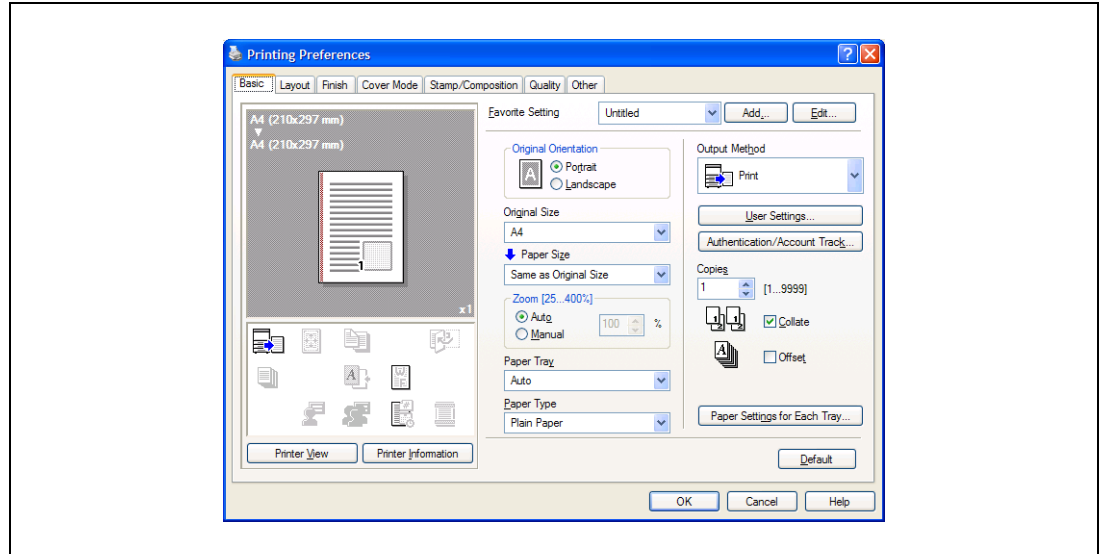 Printing Preferences
Basic Layout Finish Cover Mode Stamp/Composition Quality Other
A4 (210x297 mm)
A4 (210x297 mm)
1
x1
Printer View Printer Information
Favorite Setting Untitled Add... Edit...
Original Orientation
A
Portrait
Landscape
Original Size
A4
Paper Size
Same as Original Size
Zoom [25...400%]
Auto
Manual
100 %
Paper Tray
Auto
Paper Type
Plain Paper
Output Method
Print
User Settings...
Authentication/Account Track...
Copies
1 [1...9999]
Collate
Offset
Paper Settings for Each Tray...
Default
OK Cancel Help